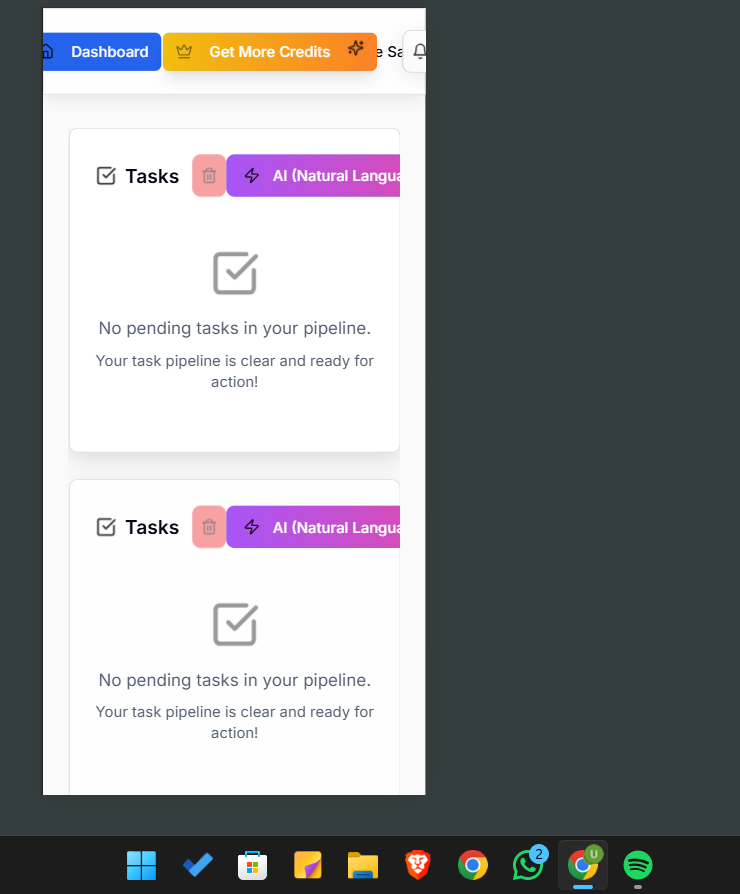 Dashboard
Get More Credits
e Sa
Tasks
AI (Natural Langua
No pending tasks in your pipeline.
Your task pipeline is clear and ready for
action!
Tasks
AI (Natural Langua
No pending tasks in your pipeline.
Your task pipeline is clear and ready for
action!
2
U